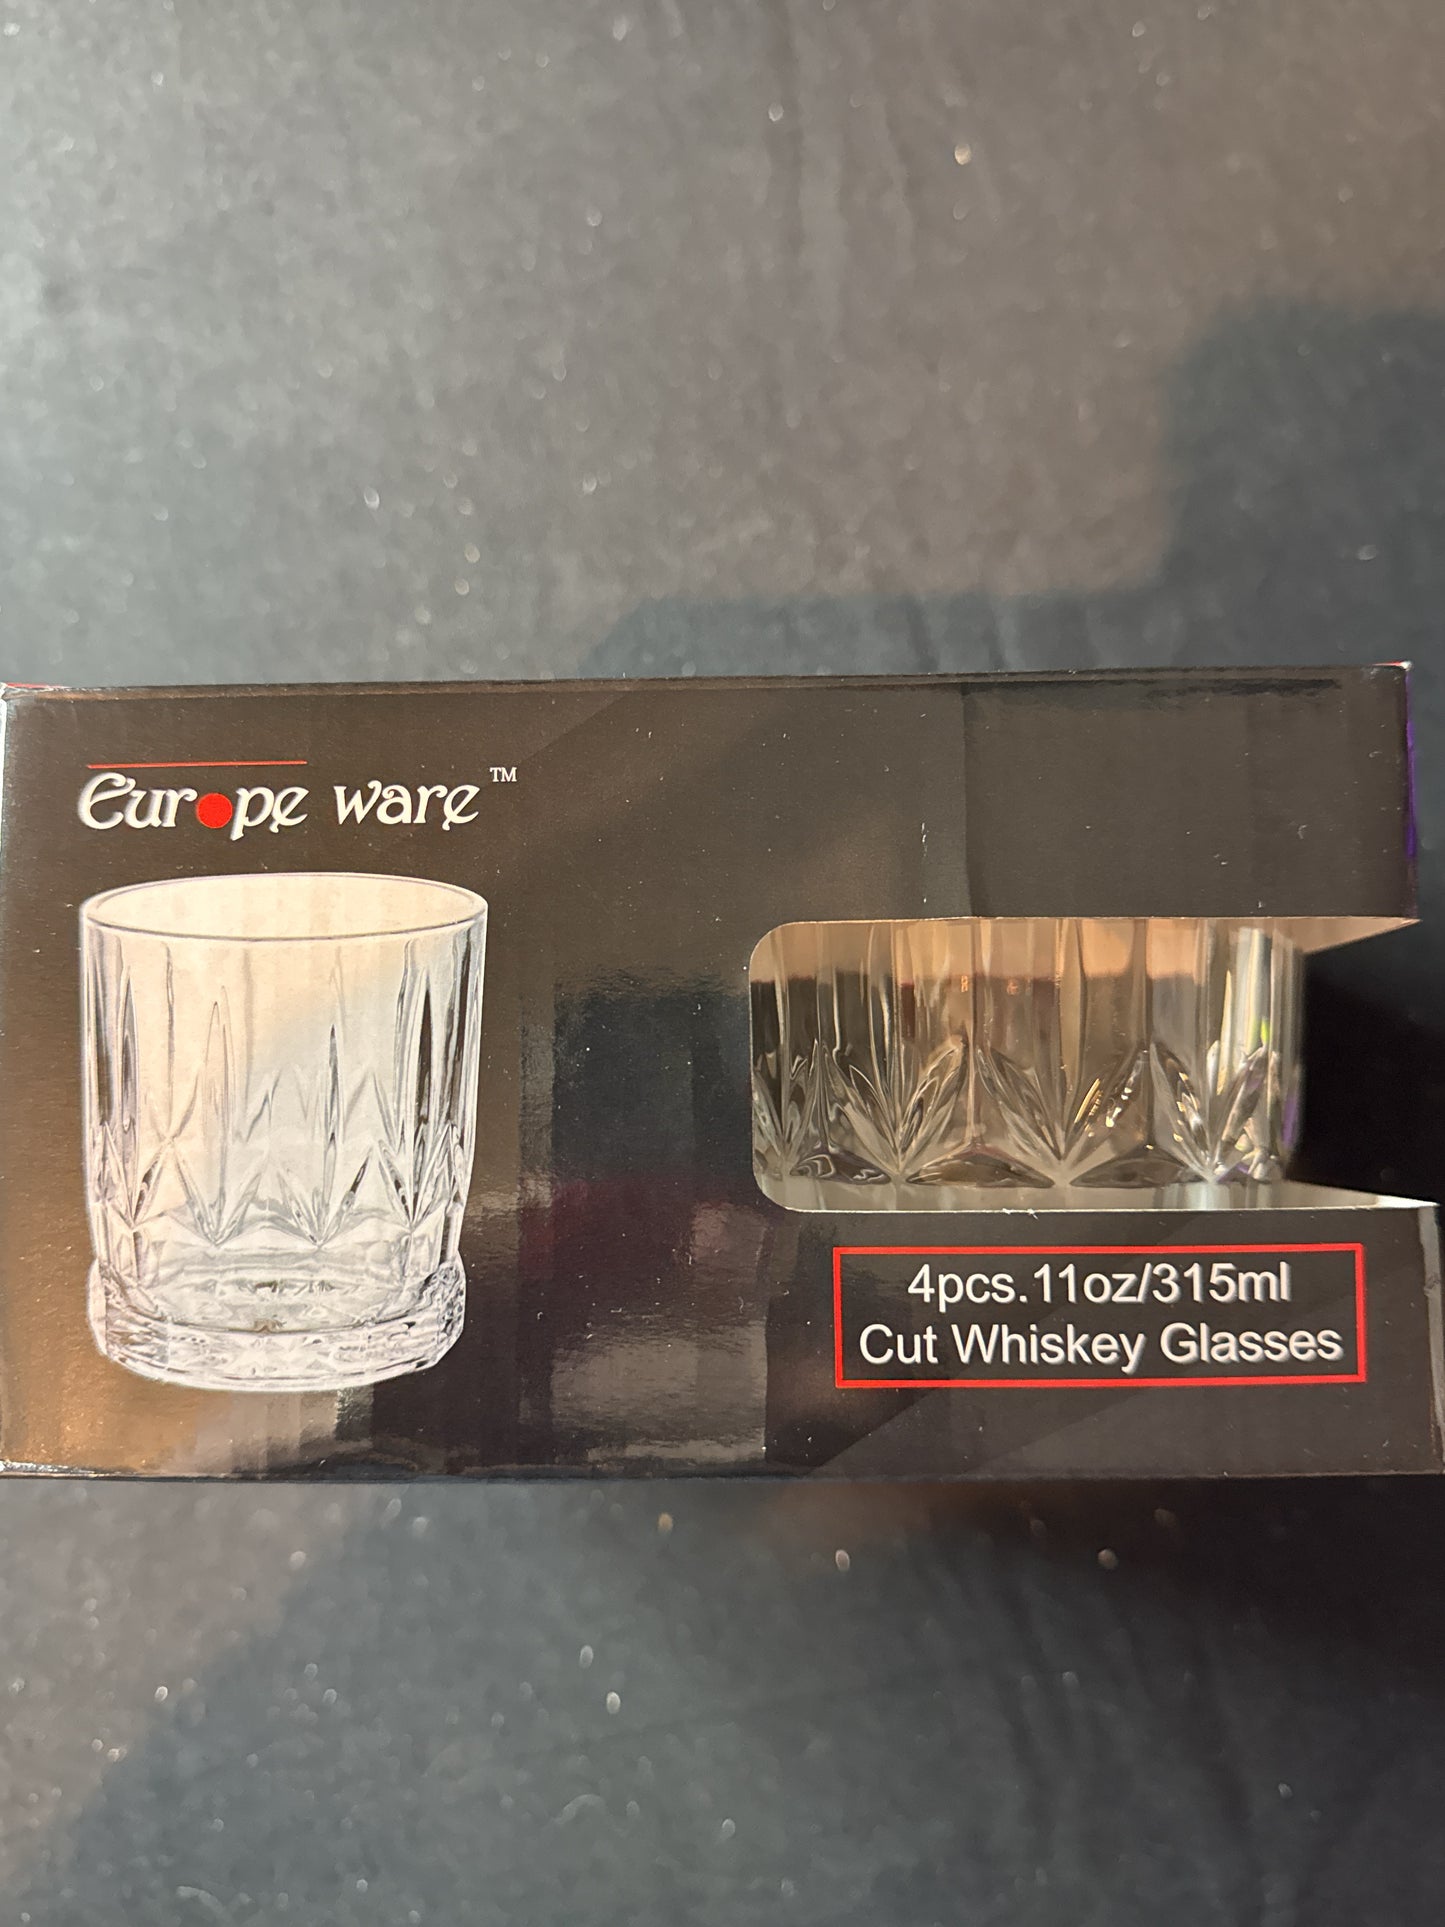 Europe ware™
4pcs.11oz/315ml
Cut Whiskey Glasses